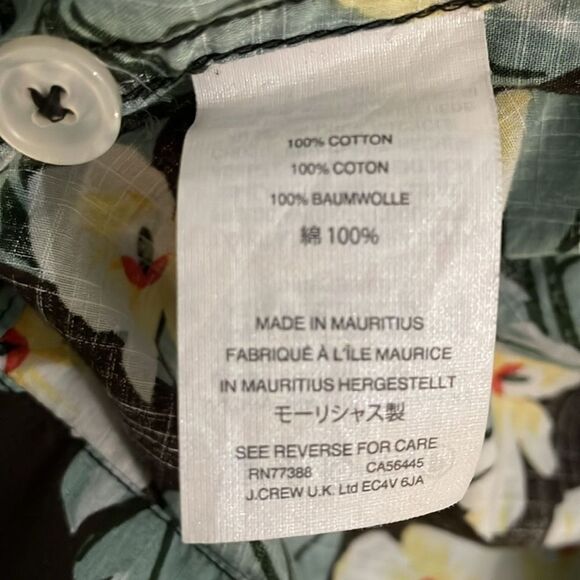 100% COTTON
100% COTON
100% BAUMWOLLE
綿 100%
MADE IN MAURITIUS
FABRIQUÉ À L'ÎLE MAURICE
IN MAURITIUS HERGESTELLT
モーリシャス製
SEE REVERSE FOR CARE
RN77388 CA56445
J.CREW U.K. Ltd EC4V 6JA